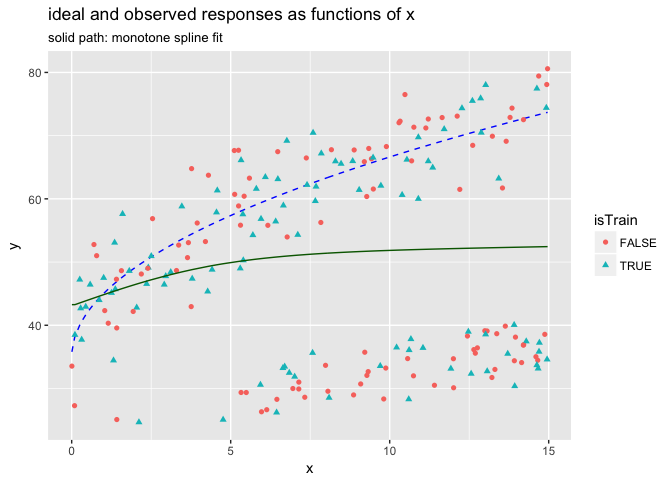 ideal and observed responses as functions of x
solid path: monotone spline fit
80
60
40
y
0 5 10 15
x
isTrain
FALSE
TRUE